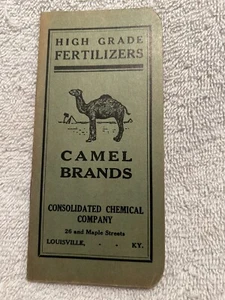 HIGH GRADE
FERTILIZERS
CAMEL
BRANDS
CONSOLIDATED CHEMICAL
COMPANY
26 and Maple Streets
LOUISVILLE, - - KY.